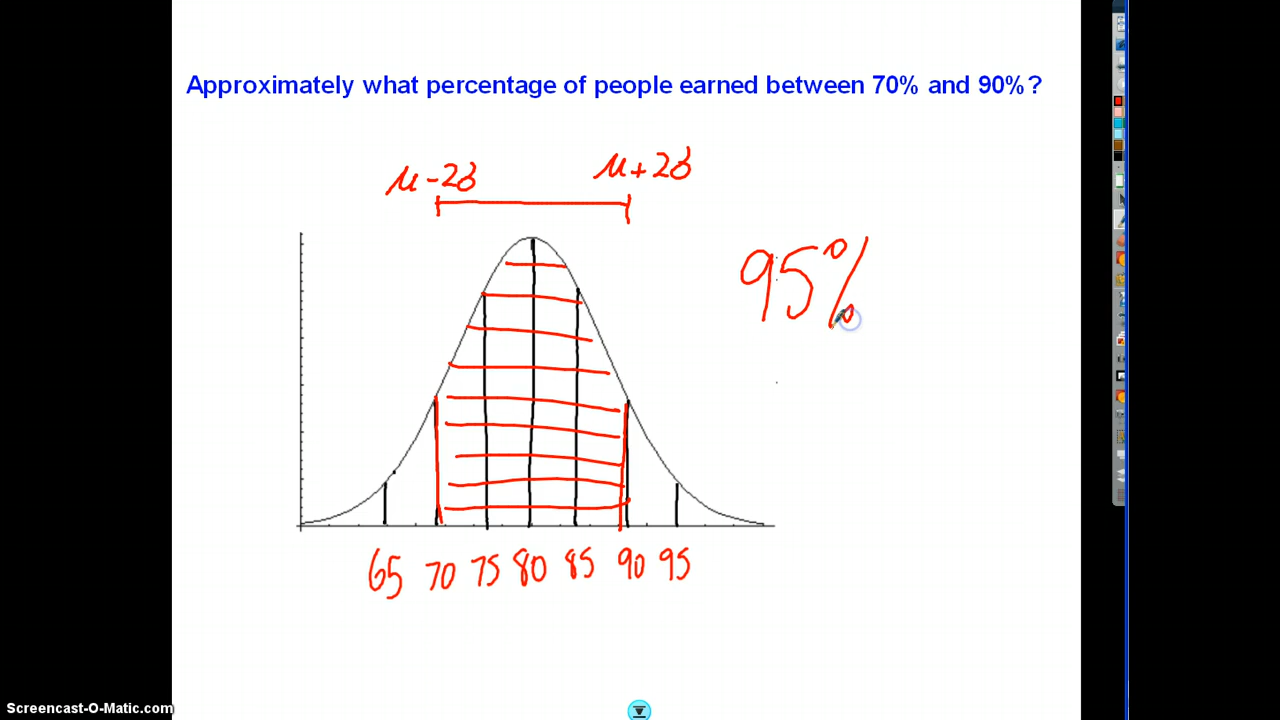 Approximately what percentage of people earned between 70% and 90%?
μ-2σ μ+2σ
95%
65 70 75 80 85 90 95
Screencast-O-Matic.com